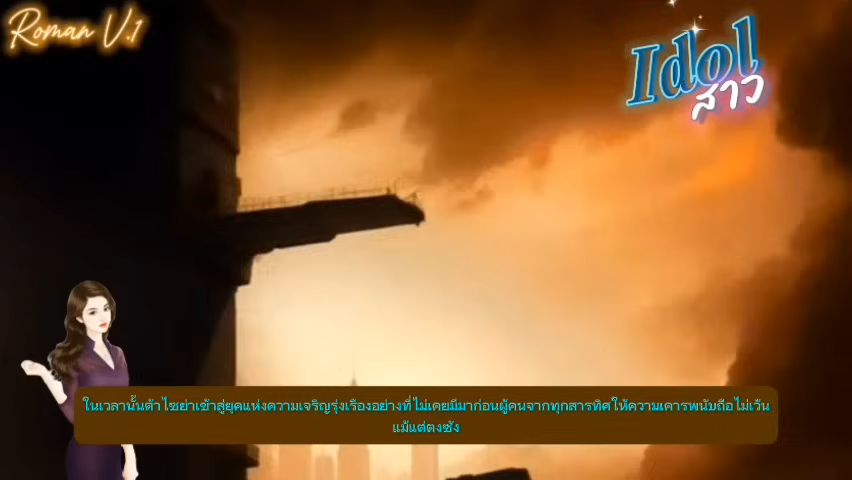 Roman V.1
Idol
สาว
ในเวลานั้นต้าไซย่าเข้าสู่ยุคแห่งความเจริญรุ่งเรืองอย่างที่ไม่เคยมีมาก่อนผู้คนจากทุกสารทิศให้ความเคารพนับถือไม่เว้น
แม้แต่ตงซัง